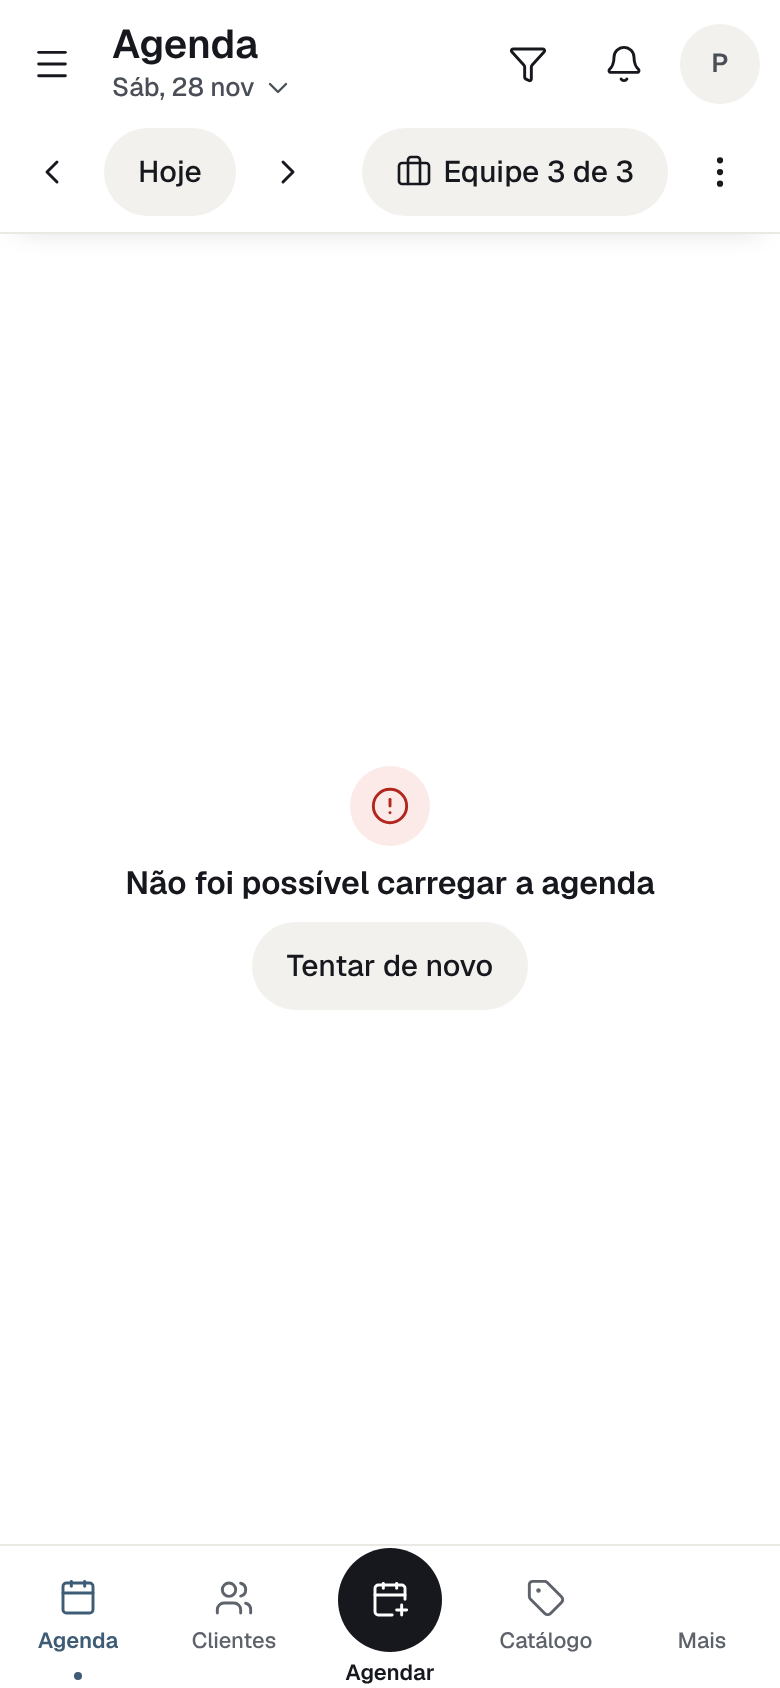 Agenda
Sáb, 28 nov
P
Hoje
Equipe 3 de 3
Não foi possível carregar a agenda
Tentar de novo
Agenda
Clientes
Agendar
Catálogo
Mais